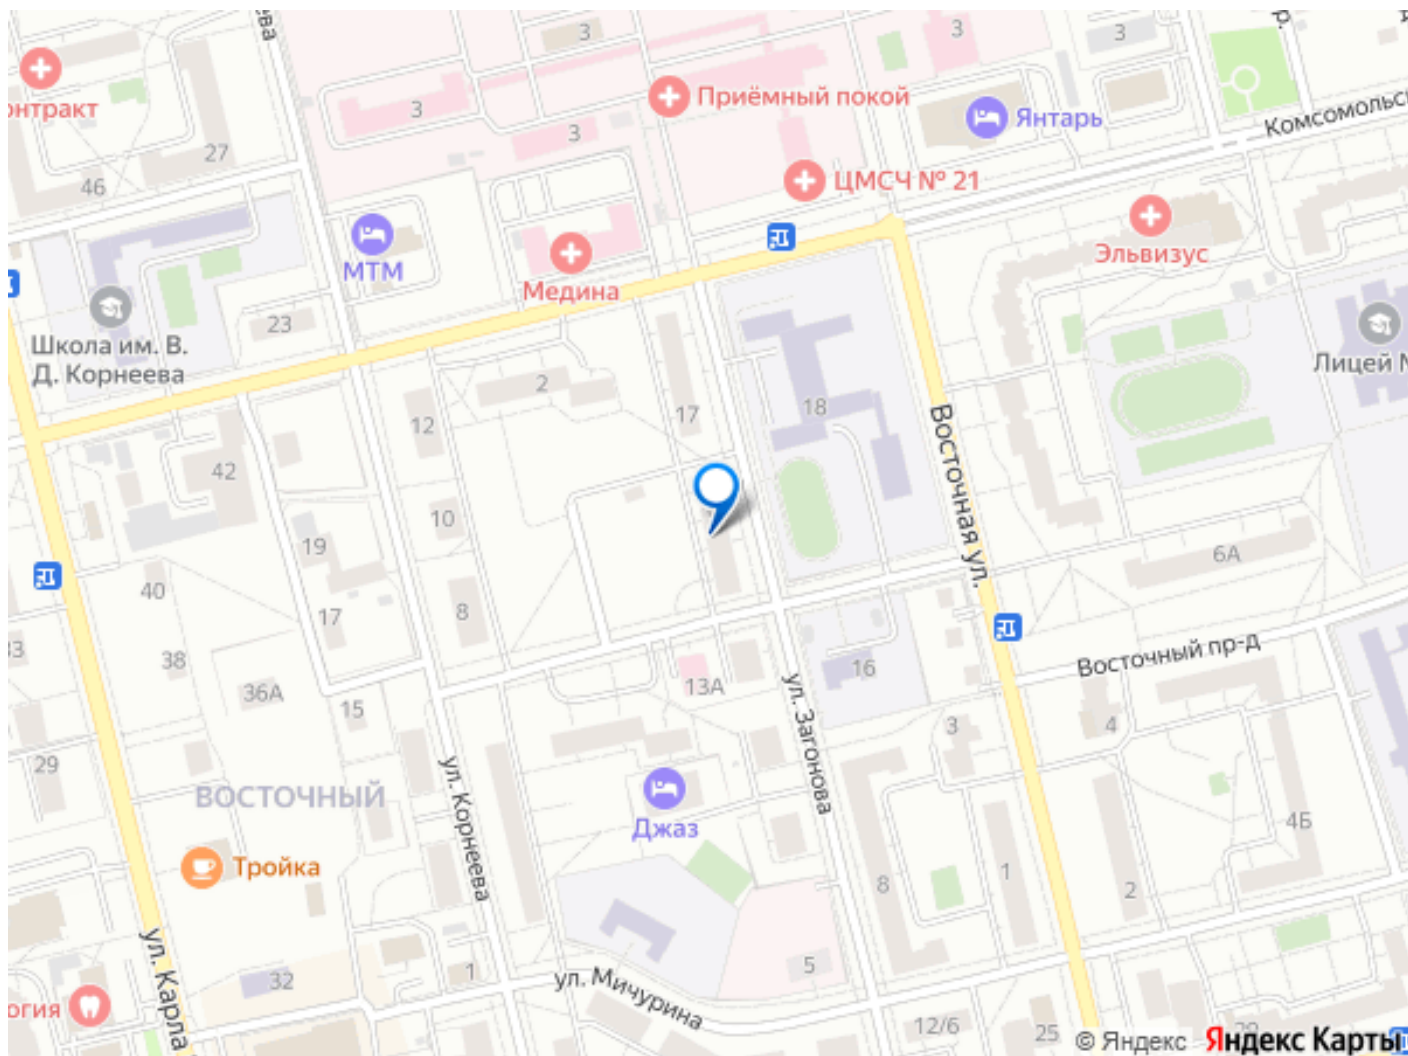 3
3
3
онтракт
Приёмный покой
3
Янтарь
Комсомольс
3
27
46
ЦМСЧ № 21
МТМ
Медина
Эльвизус
23
Школа им. В.
Д. Корнеева
Лицей
2
17
18
12
42
Восточная ул.
10
19
6А
40
17
8
33
38
36А
15
13А
16
Восточный пр-д
ул. Загонова
3
4
29
ВОСТОЧНЫЙ
ул. Корнеева
Джаз
4Б
Тройка
8
1
2
ул. Карла
32
1
ул. Мичурина
5
огия
12/6
25
© Яндекс
Яндекс Карты